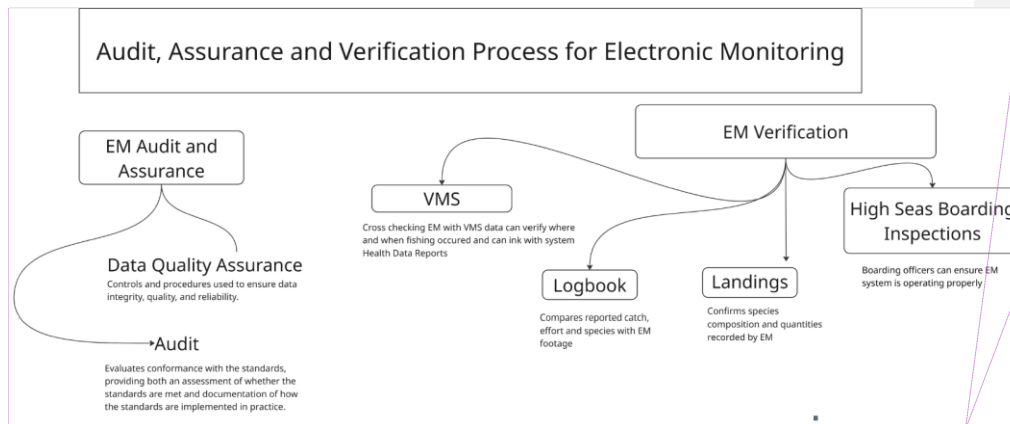 Audit, Assurance and Verification Process for Electronic Monitoring
EM Audit and
Assurance
Data Quality Assurance
Controls and procedures used to ensure data
integrity, quality, and reliability.
Audit
Evaluates conformance with the standards,
providing both an assessment of whether the
standards are met and documentation of how
the standards are implemented in practice.
EM Verification
VMS
Cross checking EM with VMS data can verify where
and when fishing occured and can ink with system
Health Data Reports
Logbook
Compares reported catch,
effort and species with EM
footage
Landings
Confirms species
composition and quantities
recorded by EM
High Seas Boarding
Inspections
Boarding officers can ensure EM
system is operating properly